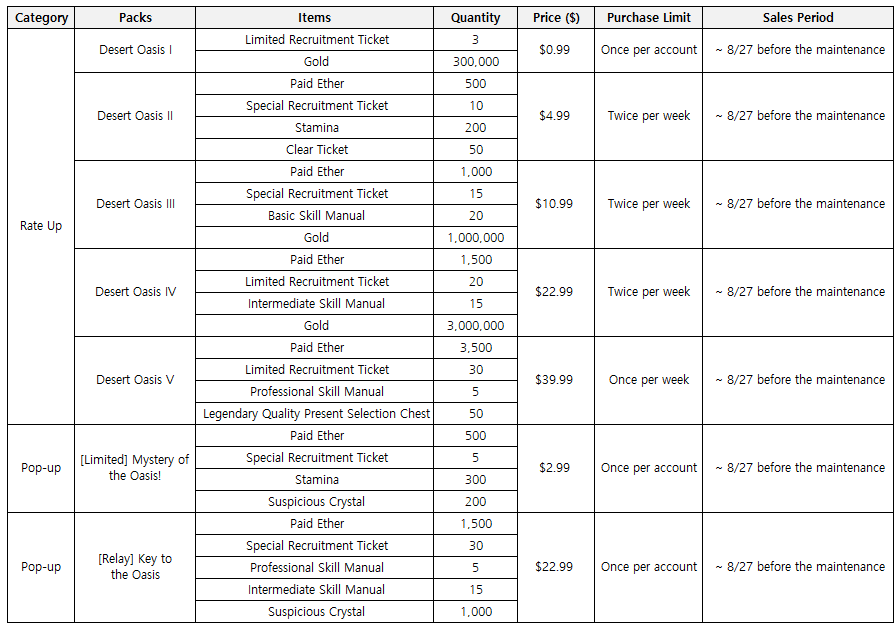 Category Packs Items Quantity Price ($) Purchase Limit Sales Period
Rate Up
Desert Oasis I
Limited Recruitment Ticket 3
Gold 300,000
$0.99 Once per account ~ 8/27 before the maintenance
Desert Oasis II
Paid Ether 500
Special Recruitment Ticket 10
Stamina 200
Clear Ticket 50
$4.99 Twice per week ~ 8/27 before the maintenance
Desert Oasis III
Paid Ether 1,000
Special Recruitment Ticket 15
Basic Skill Manual 20
Gold 1,000,000
$10.99 Twice per week ~ 8/27 before the maintenance
Desert Oasis IV
Paid Ether 1,500
Limited Recruitment Ticket 20
Intermediate Skill Manual 15
Gold 3,000,000
$22.99 Twice per week ~ 8/27 before the maintenance
Desert Oasis V
Paid Ether 3,500
Limited Recruitment Ticket 30
Professional Skill Manual 5
Legendary Quality Present Selection Chest 50
$39.99 Once per week ~ 8/27 before the maintenance
Pop-up
[Limited] Mystery of
the Oasis!
Paid Ether 500
Special Recruitment Ticket 5
Stamina 300
Suspicious Crystal 200
$2.99 Once per account ~ 8/27 before the maintenance
Pop-up
[Relay] Key to
the Oasis
Paid Ether 1,500
Special Recruitment Ticket 30
Professional Skill Manual 5
Intermediate Skill Manual 15
Suspicious Crystal 1,000
$22.99 Once per account ~ 8/27 before the maintenance